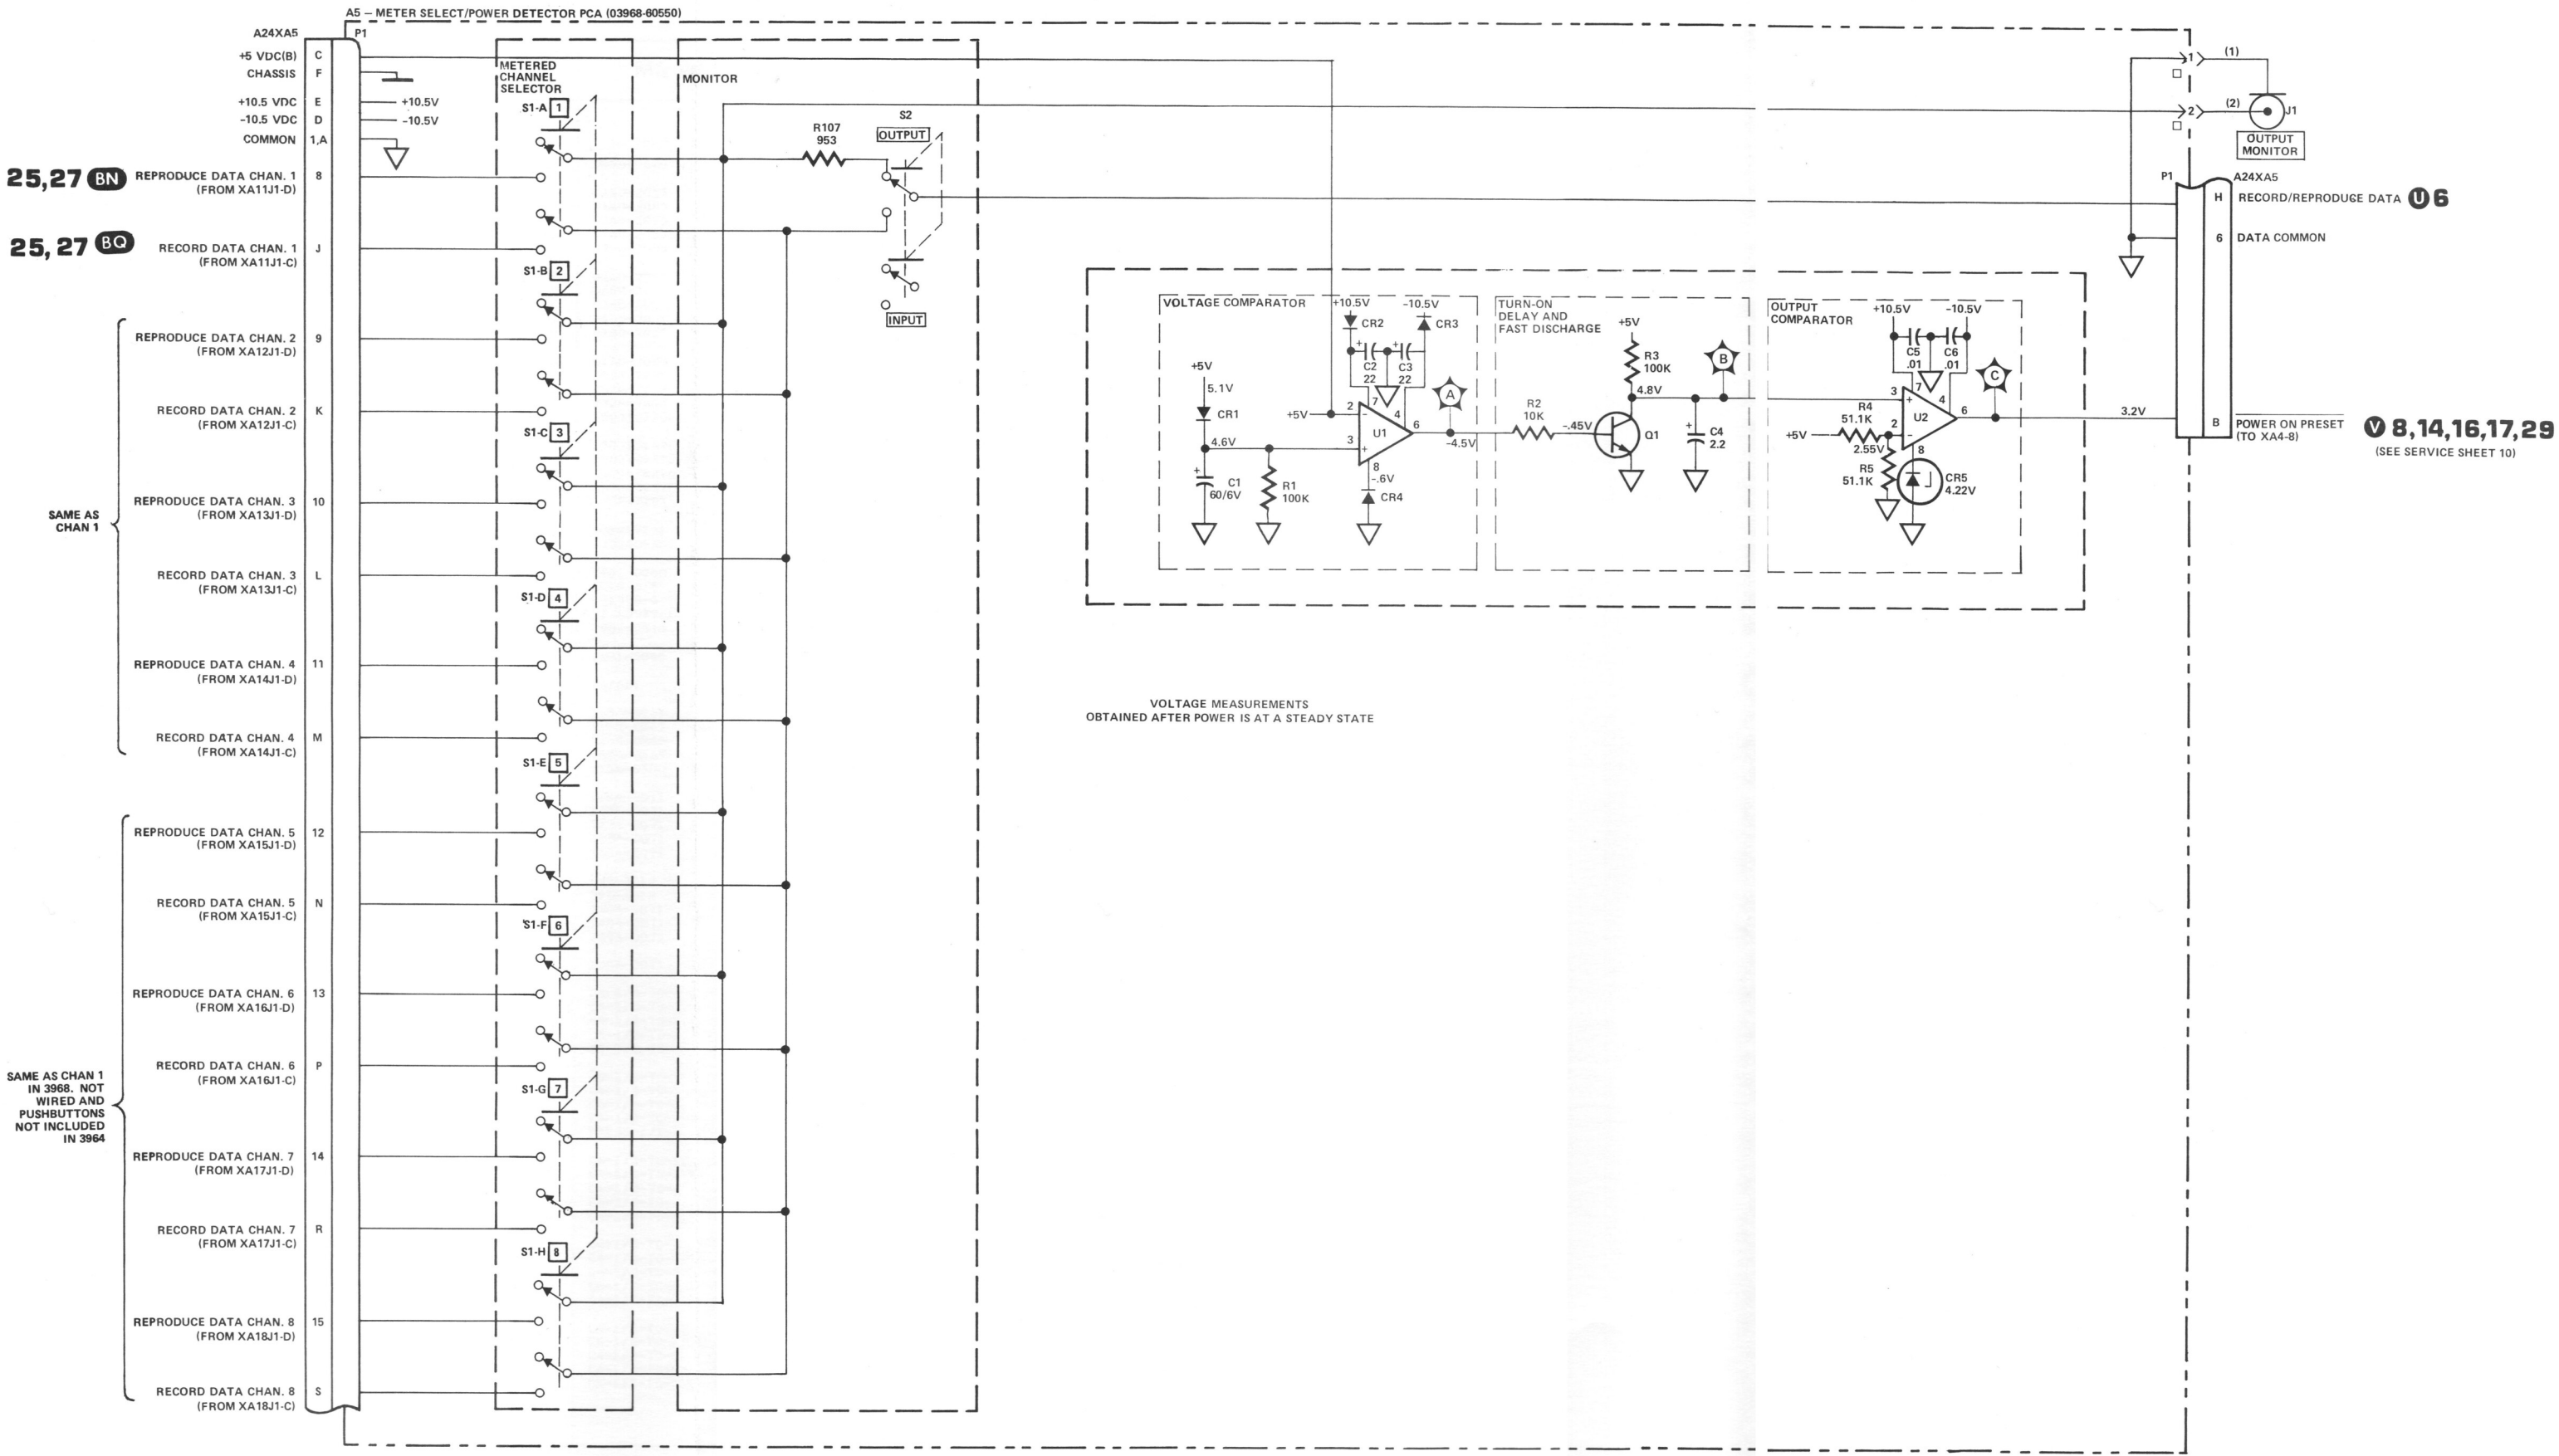 A5 – METER SELECT/POWER DETECTOR PCA (03968-60550)
A24XA5
P1
+5 VDC(B) C
CHASSIS F
+10.5 VDC E +10.5V
-10.5 VDC D -10.5V
COMMON 1,A
25,27 BN
REPRODUCE DATA CHAN. 1 8
(FROM XA11J1-D)
25,27 BQ
RECORD DATA CHAN. 1 J
(FROM XA11J1-C)
REPRODUCE DATA CHAN. 2 9
(FROM XA12J1-D)
RECORD DATA CHAN. 2 K
(FROM XA12J1-C)
REPRODUCE DATA CHAN. 3 10
(FROM XA13J1-D)
SAME AS
CHAN 1
RECORD DATA CHAN. 3 L
(FROM XA13J1-C)
REPRODUCE DATA CHAN. 4 11
(FROM XA14J1-D)
RECORD DATA CHAN. 4 M
(FROM XA14J1-C)
REPRODUCE DATA CHAN. 5 12
(FROM XA15J1-D)
RECORD DATA CHAN. 5 N
(FROM XA15J1-C)
REPRODUCE DATA CHAN. 6 13
(FROM XA16J1-D)
RECORD DATA CHAN. 6 P
(FROM XA16J1-C)
SAME AS CHAN 1
IN 3968. NOT
WIRED AND
PUSHBUTTONS
NOT INCLUDED
IN 3964
REPRODUCE DATA CHAN. 7 14
(FROM XA17J1-D)
RECORD DATA CHAN. 7 R
(FROM XA17J1-C)
REPRODUCE DATA CHAN. 8 15
(FROM XA18J1-D)
RECORD DATA CHAN. 8 S
(FROM XA18J1-C)
METERED
CHANNEL
SELECTOR
S1-A 1
S1-B 2
S1-C 3
S1-D 4
S1-E 5
S1-F 6
S1-G 7
S1-H 8
MONITOR
R107
953
S2
OUTPUT
INPUT
VOLTAGE COMPARATOR
+10.5V
-10.5V
CR2
CR3
+
+
C2
22
C3
22
+5V
5.1V
CR1
4.6V
+
C1
60/6V
R1
100K
+5V
2
-
3
+
7
4
U1
6
8
-.6V
CR4
A
-4.5V
TURN-ON
DELAY AND
FAST DISCHARGE
+5V
R3
100K
4.8V
B
R2
10K
-.45V
Q1
+
C4
2.2
OUTPUT
COMPARATOR
+10.5V
-10.5V
C5
.01
C6
.01
C
3
+
7
4
U2
6
R4
51.1K
+5V
2
-
2.55V
8
R5
51.1K
CR5
4.22V
3.2V
VOLTAGE MEASUREMENTS
OBTAINED AFTER POWER IS AT A STEADY STATE
1 (1)
2 (2)
J1
OUTPUT
MONITOR
P1
A24XA5
H RECORD/REPRODUCE DATA U 6
6 DATA COMMON
B POWER ON PRESET
(TO XA4-8)
V 8,14,16,17,29
(SEE SERVICE SHEET 10)